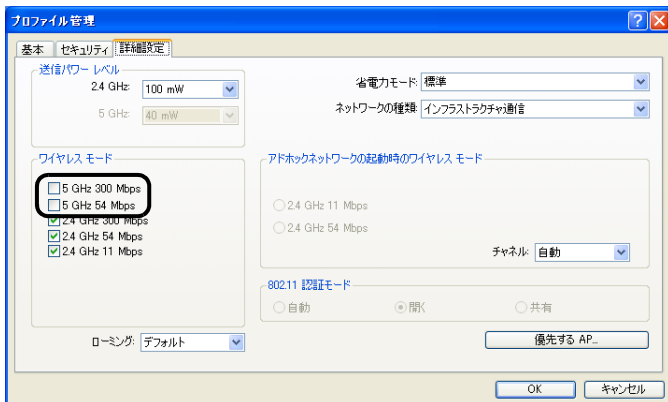 プロファイル管理
基本 セキュリティ 詳細設定
送信パワー レベル
2.4 GHz: 100 mW
5 GHz: 40 mW
省電力モード: 標準
ネットワークの種類: インフラストラクチャ通信
ワイヤレス モード
5 GHz 300 Mbps
5 GHz 54 Mbps
2.4 GHz 300 Mbps
2.4 GHz 54 Mbps
2.4 GHz 11 Mbps
アドホックネットワークの起動時のワイヤレス モード
2.4 GHz 11 Mbps
2.4 GHz 54 Mbps
チャネル: 自動
802.11 認証モード
自動 開く 共有
ローミング: デフォルト
優先する AP...
OK キャンセル